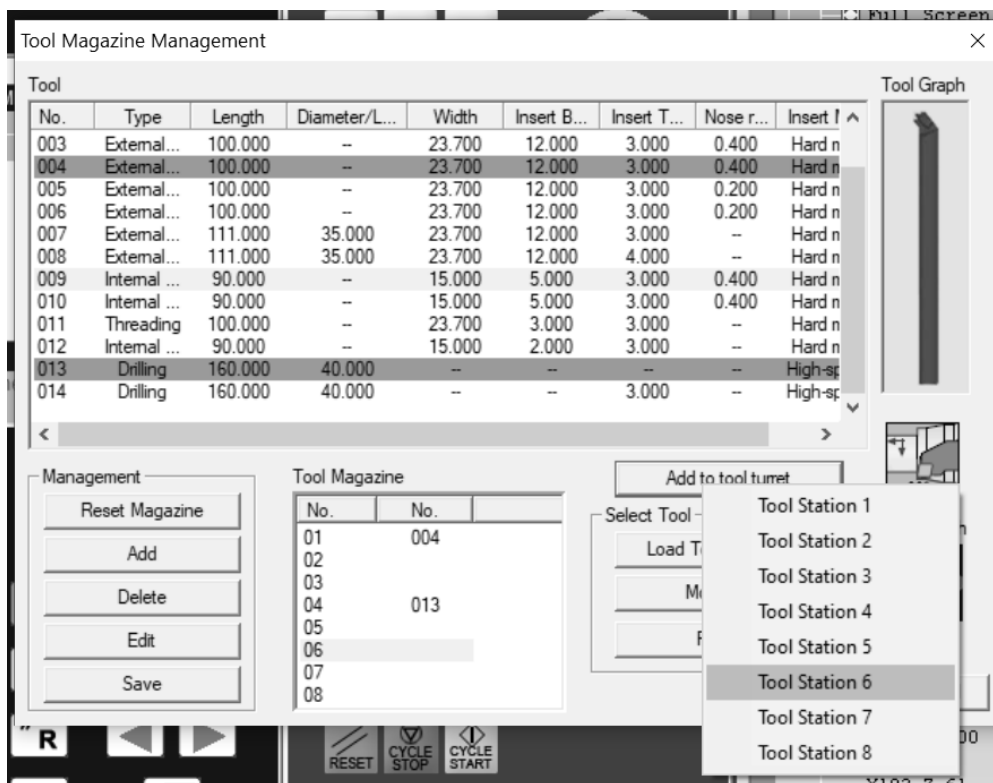 Full Screen
Tool Magazine Management
Tool
Tool Graph
No. Type Length Diameter/L... Width Insert B... Insert T... Nose r... Insert
003 External... 100.000 -- 23.700 12.000 3.000 0.400 Hard n
004 External... 100.000 -- 23.700 12.000 3.000 0.400 Hard n
005 External... 100.000 -- 23.700 12.000 3.000 0.200 Hard n
006 External... 100.000 -- 23.700 12.000 3.000 0.200 Hard n
007 External... 111.000 35.000 23.700 12.000 3.000 -- Hard n
008 External... 111.000 35.000 23.700 12.000 4.000 -- Hard n
009 Internal ... 90.000 -- 15.000 5.000 3.000 0.400 Hard n
010 Internal ... 90.000 -- 15.000 5.000 3.000 0.400 Hard n
011 Threading 100.000 -- 23.700 3.000 3.000 -- Hard n
012 Internal ... 90.000 -- 15.000 2.000 3.000 -- Hard n
013 Drilling 160.000 40.000 -- -- -- -- High-sp
014 Drilling 160.000 40.000 -- -- 3.000 -- High-sp
Management
Reset Magazine
Add
Delete
Edit
Save
Tool Magazine
No. No.
01 004
02
03
04 013
05
06
07
08
Add to tool turret
Select Tool
Load T
Tool Station 1
Tool Station 2
Tool Station 3
Tool Station 4
Tool Station 5
Tool Station 6
Tool Station 7
Tool Station 8
R
RESET
CYCLE STOP
CYCLE START